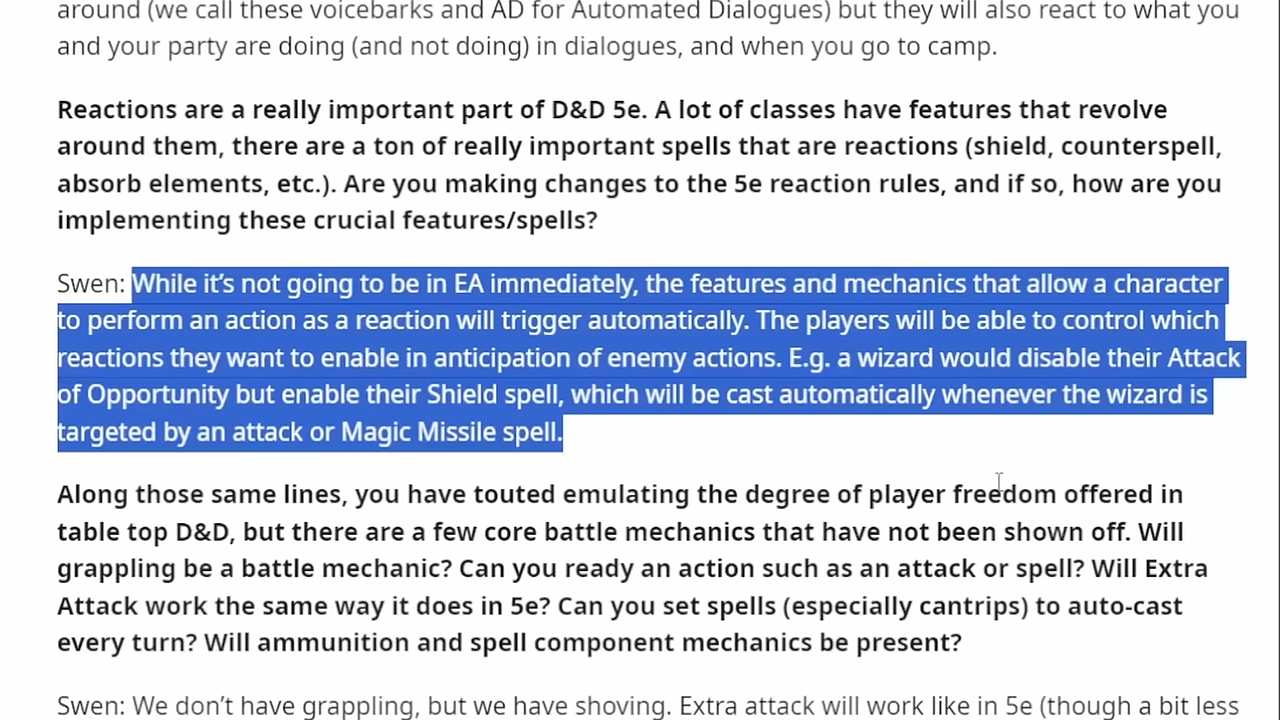 around (we call these voicebarks and AD for Automated Dialogues) but they will also react to what you
and your party are doing (and not doing) in dialogues, and when you go to camp.
Reactions are a really important part of D&D 5e. A lot of classes have features that revolve
around them, there are a ton of really important spells that are reactions (shield, counterspell,
absorb elements, etc.). Are you making changes to the 5e reaction rules, and if so, how are you
implementing these crucial features/spells?
Swen: While it’s not going to be in EA immediately, the features and mechanics that allow a character
to perform an action as a reaction will trigger automatically. The players will be able to control which
reactions they want to enable in anticipation of enemy actions. E.g. a wizard would disable their Attack
of Opportunity but enable their Shield spell, which will be cast automatically whenever the wizard is
targeted by an attack or Magic Missile spell.
Along those same lines, you have touted emulating the degree of player freedom offered in
table top D&D, but there are a few core battle mechanics that have not been shown off. Will
grappling be a battle mechanic? Can you ready an action such as an attack or spell? Will Extra
Attack work the same way it does in 5e? Can you set spells (especially cantrips) to auto-cast
every turn? Will ammunition and spell component mechanics be present?
Swen: We don’t have grappling, but we have shoving. Extra attack will work like in 5e (though a bit less